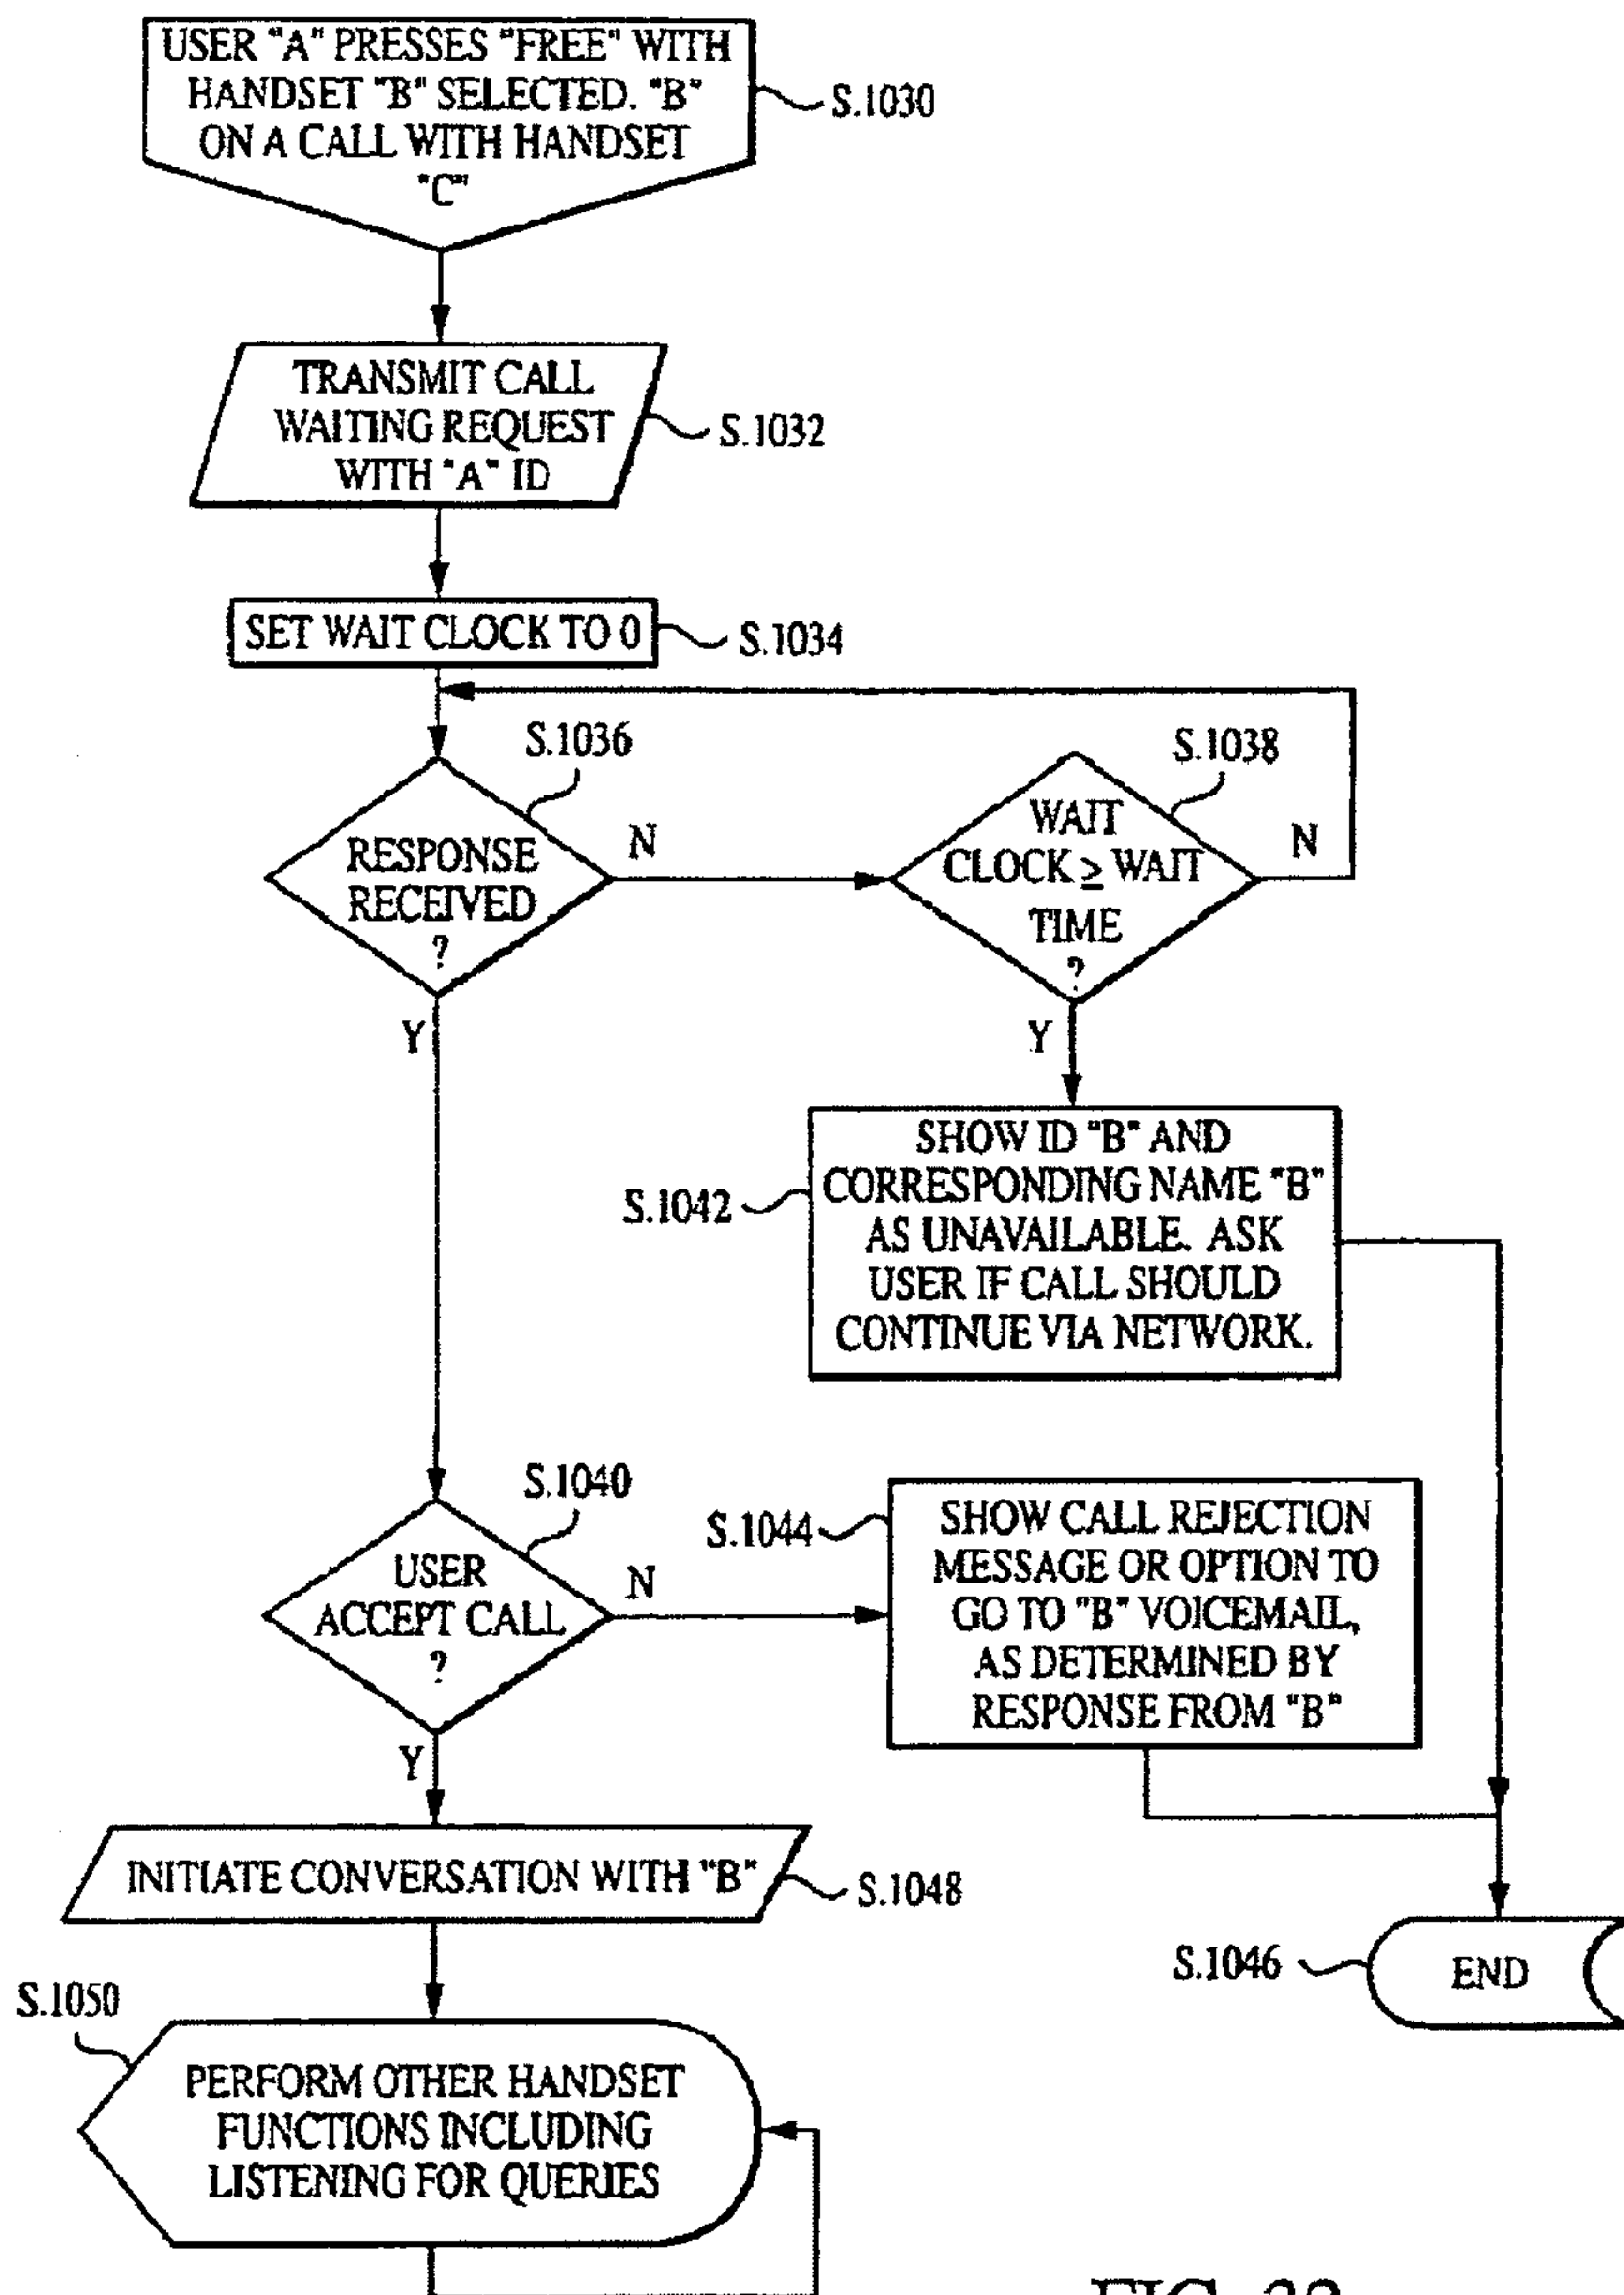 USER "A" PRESSES "FREE" WITH
HANDSET "B" SELECTED. "B"
ON A CALL WITH HANDSET
"C"
S.1030
TRANSMIT CALL
WAITING REQUEST
WITH "A" ID
S.1032
SET WAIT CLOCK TO 0
S.1034
S.1036
RESPONSE
RECEIVED
?
N
Y
S.1038
WAIT
CLOCK ≥ WAIT
TIME
?
N
Y
S.1042
SHOW ID "B" AND
CORRESPONDING NAME "B"
AS UNAVAILABLE. ASK
USER IF CALL SHOULD
CONTINUE VIA NETWORK.
S.1040
USER
ACCEPT CALL
?
N
Y
S.1044
SHOW CALL REJECTION
MESSAGE OR OPTION TO
GO TO "B" VOICEMAIL,
AS DETERMINED BY
RESPONSE FROM "B"
INITIATE CONVERSATION WITH "B"
S.1048
S.1046
END
S.1050
PERFORM OTHER HANDSET
FUNCTIONS INCLUDING
LISTENING FOR QUERIES